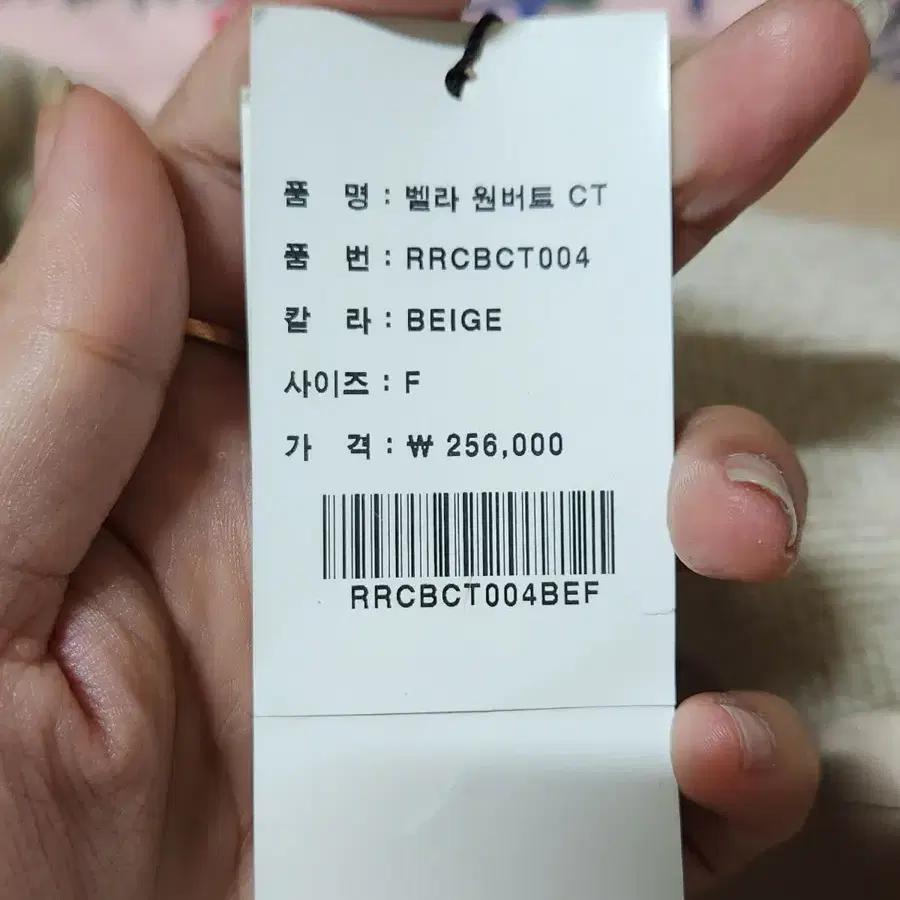 품 명 : 벨라 원버트 CT
품 번 : RRCBCT004
칼 라 : BEIGE
사이즈 : F
가 격 : ₩ 256,000
RRCBCT004BEF